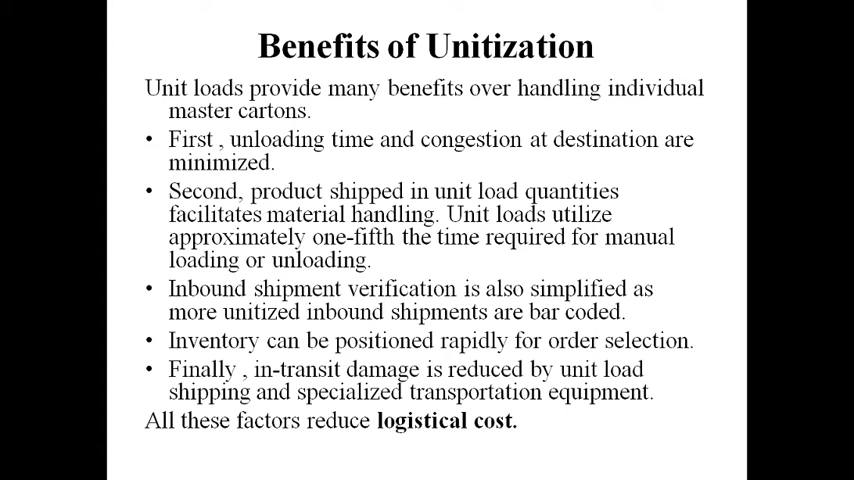 Benefits of Unitization
Unit loads provide many benefits over handling individual
master cartons.
• First , unloading time and congestion at destination are
minimized.
• Second, product shipped in unit load quantities
facilitates material handling. Unit loads utilize
approximately one-fifth the time required for manual
loading or unloading.
• Inbound shipment verification is also simplified as
more unitized inbound shipments are bar coded.
• Inventory can be positioned rapidly for order selection.
• Finally , in-transit damage is reduced by unit load
shipping and specialized transportation equipment.
All these factors reduce logistical cost.